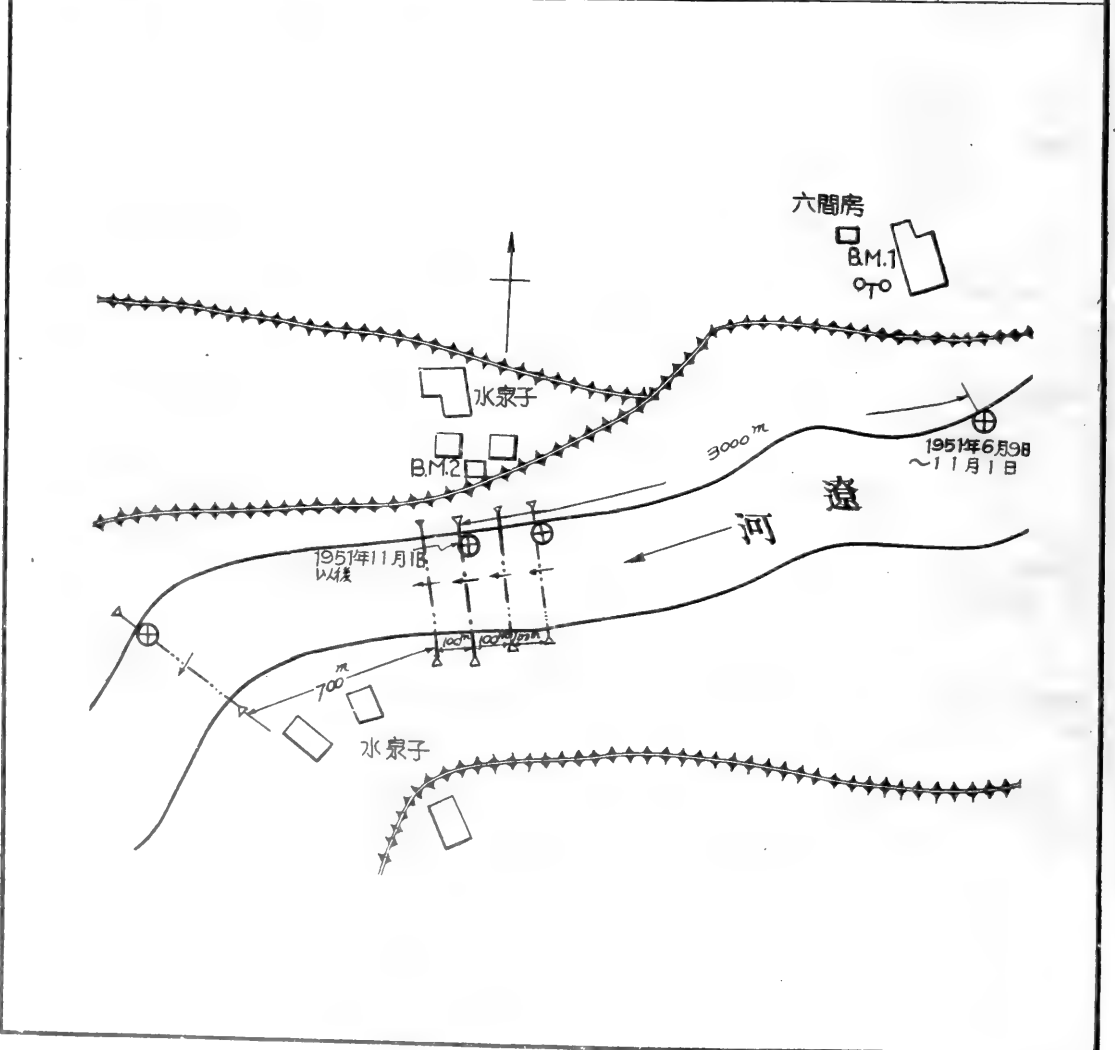 六間房
B.M.1
水泉子
B.M.2
3000m
1951年6月9日
～11月1日
遼
河
1951年11月1日
以後
100m
100m
700m
水泉子